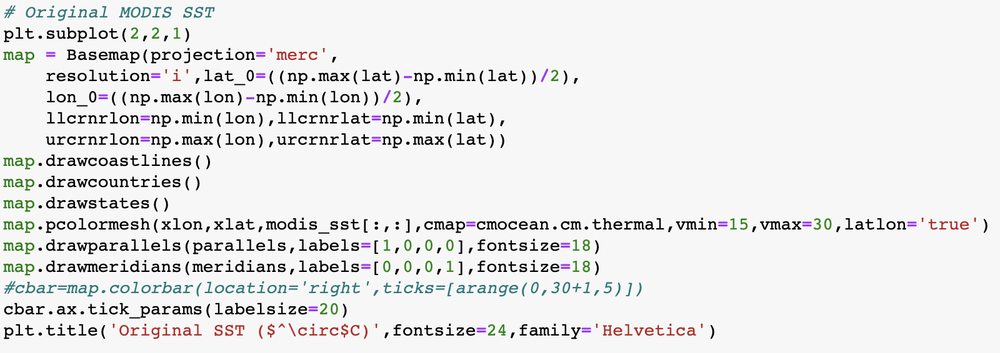 # Original MODIS SST
plt.subplot(2,2,1)
map = Basemap(projection='merc',
    resolution='i',lat_0=((np.max(lat)-np.min(lat))/2),
    lon_0=((np.max(lon)-np.min(lon))/2),
    llcrnrlon=np.min(lon),llcrnrlat=np.min(lat),
    urcrnrlon=np.max(lon),urcrnrlat=np.max(lat))
map.drawcoastlines()
map.drawcountries()
map.drawstates()
map.pcolormesh(xlon,xlat,modis_sst[:,:],cmap=cmocean.cm.thermal,vmin=15,vmax=30,latlon='true')
map.drawparallels(parallels,labels=[1,0,0,0],fontsize=18)
map.drawmeridians(meridians,labels=[0,0,0,1],fontsize=18)
#cbar=map.colorbar(location='right',ticks=[arange(0,30+1,5)])
cbar.ax.tick_params(labelsize=20)
plt.title('Original SST ($^\circ$C)',fontsize=24,family='Helvetica')